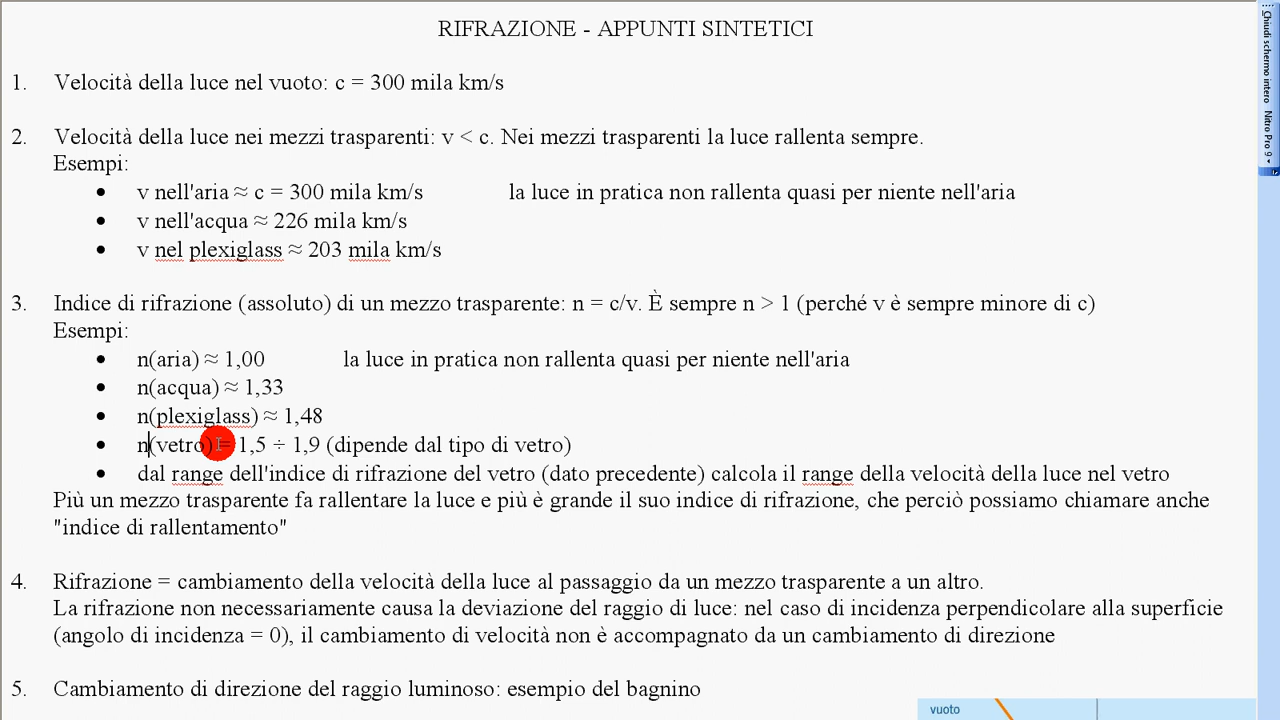 RIFRAZIONE - APPUNTI SINTETICI
1. Velocità della luce nel vuoto: c = 300 mila km/s
2. Velocità della luce nei mezzi trasparenti: v < c. Nei mezzi trasparenti la luce rallenta sempre.
Esempi:
• v nell'aria ≈ c = 300 mila km/s la luce in pratica non rallenta quasi per niente nell'aria
• v nell'acqua ≈ 226 mila km/s
• v nel plexiglass ≈ 203 mila km/s
3. Indice di rifrazione (assoluto) di un mezzo trasparente: n = c/v. È sempre n > 1 (perché v è sempre minore di c)
Esempi:
• n(aria) ≈ 1,00 la luce in pratica non rallenta quasi per niente nell'aria
• n(acqua) ≈ 1,33
• n(plexiglass) ≈ 1,48
• n(vetro) = 1,5 ÷ 1,9 (dipende dal tipo di vetro)
• dal range dell'indice di rifrazione del vetro (dato precedente) calcola il range della velocità della luce nel vetro
Più un mezzo trasparente fa rallentare la luce e più è grande il suo indice di rifrazione, che perciò possiamo chiamare anche
"indice di rallentamento"
4. Rifrazione = cambiamento della velocità della luce al passaggio da un mezzo trasparente a un altro.
La rifrazione non necessariamente causa la deviazione del raggio di luce: nel caso di incidenza perpendicolare alla superficie
(angolo di incidenza = 0), il cambiamento di velocità non è accompagnato da un cambiamento di direzione
5. Cambiamento di direzione del raggio luminoso: esempio del bagnino
vuoto
Chiudi schermo intero Nitro Pro 9